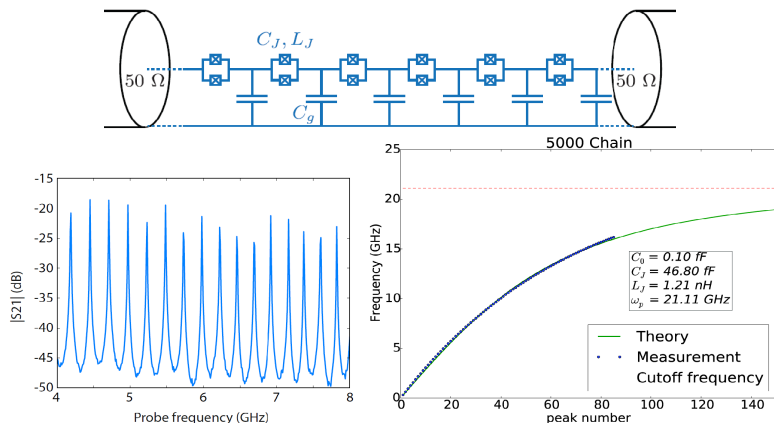 C_J, L_J
50 Ω
50 Ω
C_g
-15
-20
-25
-30
-35
-40
-45
-50
|S21| (dB)
4
5
6
7
8
Probe frequency (GHz)
5000 Chain
25
20
15
10
5
0
Frequency (GHz)
C_0 = 0.10 fF
C_J = 46.80 fF
L_J = 1.21 nH
ω_p = 21.11 GHz
Theory
Measurement
Cutoff frequency
0
20
40
60
80
100
120
140
peak number